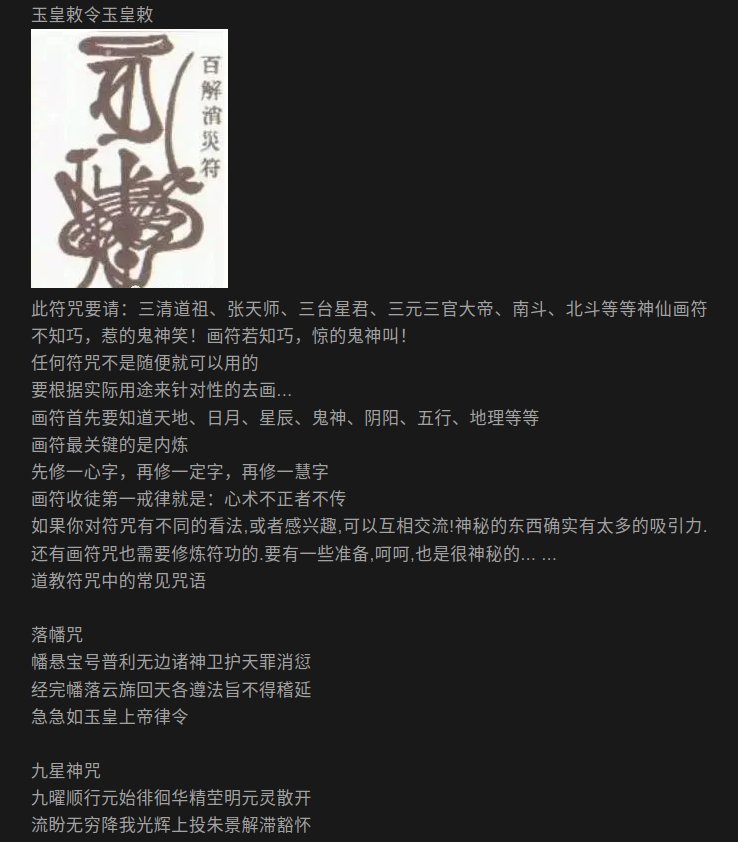 玉皇敕令玉皇敕
百解消災符
此符咒要请：三清道祖、张天师、三台星君、三元三官大帝、南斗、北斗等等神仙画符
不知巧，惹的鬼神笑！画符若知巧，惊的鬼神叫！
任何符咒不是随便就可以用的
要根据实际用途来针对性的去画…
画符首先要知道天地、日月、星辰、鬼神、阴阳、五行、地理等等
画符最关键的是内炼
先修一心字，再修一定字，再修一慧字
画符收徒第一戒律就是：心术不正者不传
如果你对符咒有不同的看法,或者感兴趣,可以互相交流!神秘的东西确实有太多的吸引力.
还有画符咒也需要修炼符功的.要有一些准备,呵呵,也是很神秘的… …
道教符咒中的常见咒语
落幡咒
幡悬宝号普利无边诸神卫护天罪消愆
经完幡落云旆回天各遵法旨不得稽延
急急如玉皇上帝律令
九星神咒
九曜顺行元始徘徊华精茔明元灵散开
流盼无穷降我光辉上投朱景解滞豁怀